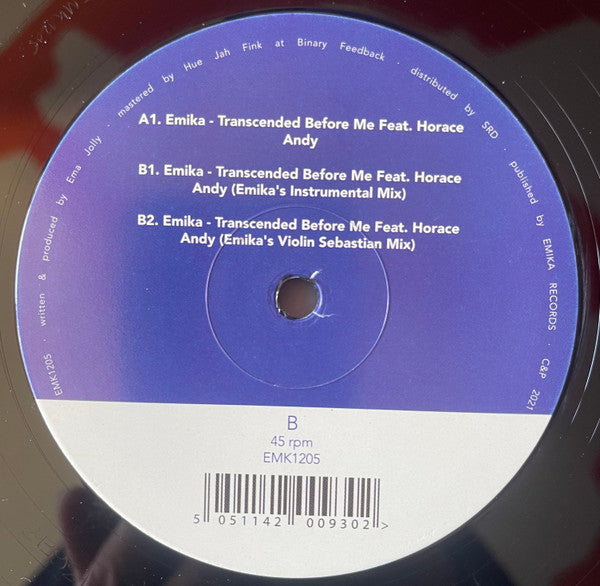 EMK1205 · written & produced by Ema Jolly · mastered by Hue Jah Fink at Binary Feedback · distributed by SRD · published by EMIKA RECORDS · C&P 2021
A1. Emika - Transcended Before Me Feat. Horace
Andy
B1. Emika - Transcended Before Me Feat. Horace
Andy (Emika's Instrumental Mix)
B2. Emika - Transcended Before Me Feat. Horace
Andy (Emika's Violin Sebastian Mix)
B
45 rpm
EMK1205
5 051142 009302 >